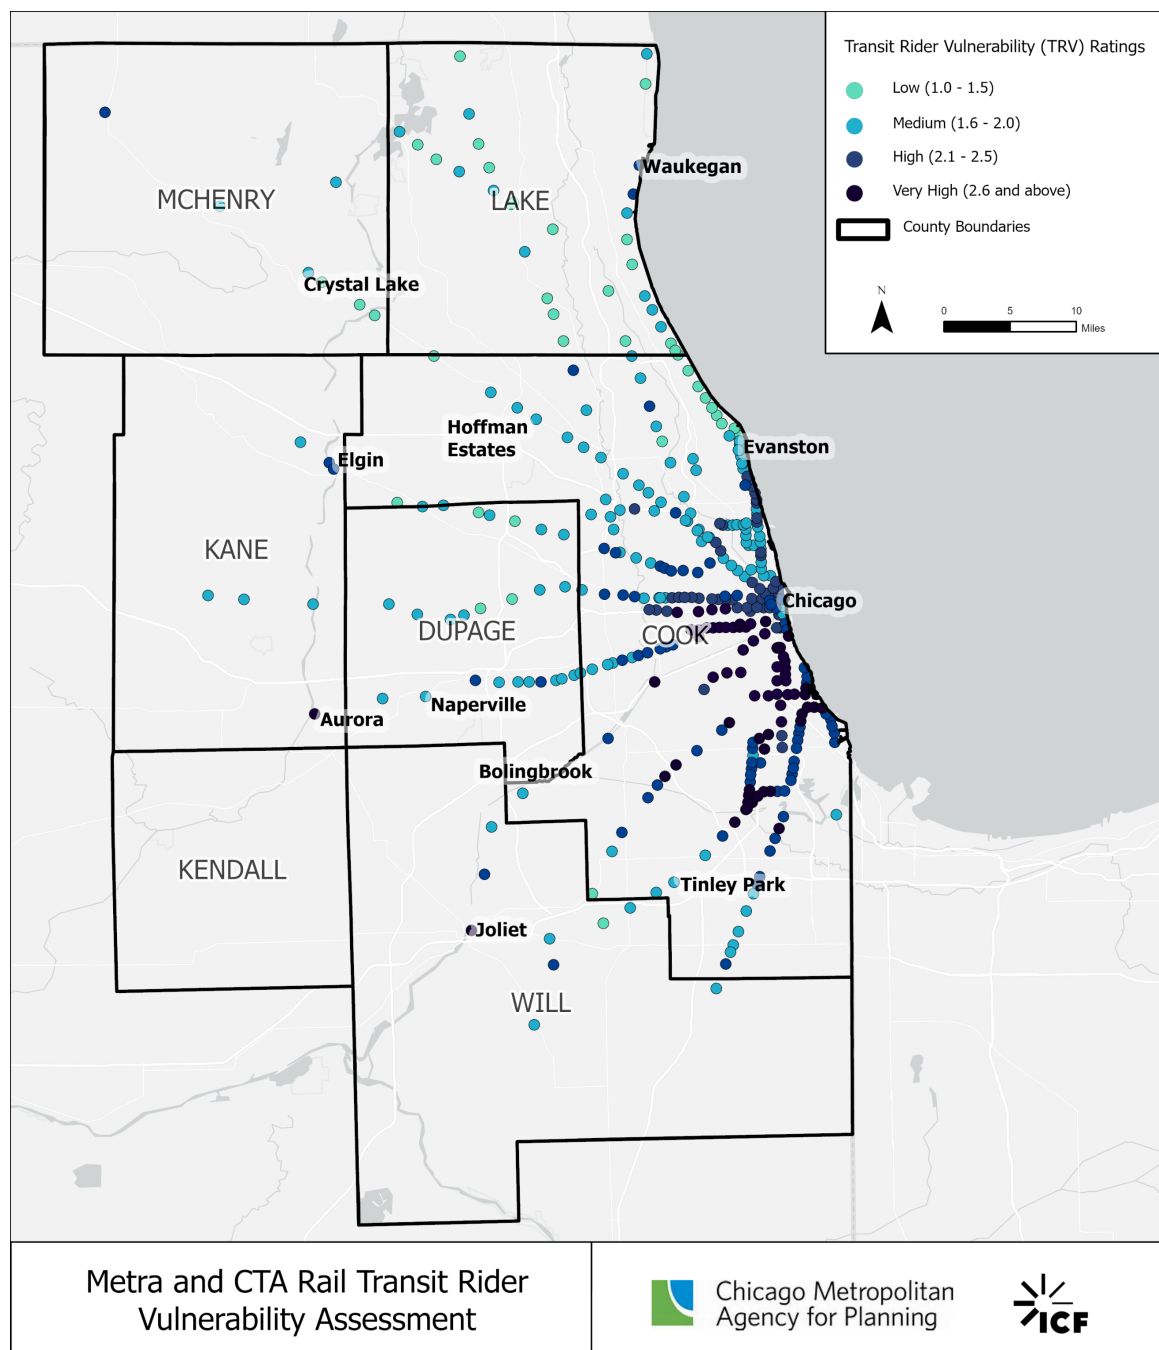 Transit Rider Vulnerability (TRV) Ratings
Low (1.0 - 1.5)
Medium (1.6 - 2.0)
High (2.1 - 2.5)
Very High (2.6 and above)
County Boundaries
N
0 5 10
Miles
Waukegan
MCHENRY
LAKE
Crystal Lake
Hoffman
Estates
Evanston
Elgin
KANE
Chicago
DUPAGE
COOK
Naperville
Aurora
Bolingbrook
KENDALL
Tinley Park
Joliet
WILL
Metra and CTA Rail Transit Rider
Vulnerability Assessment
Chicago Metropolitan
Agency for Planning
ICF